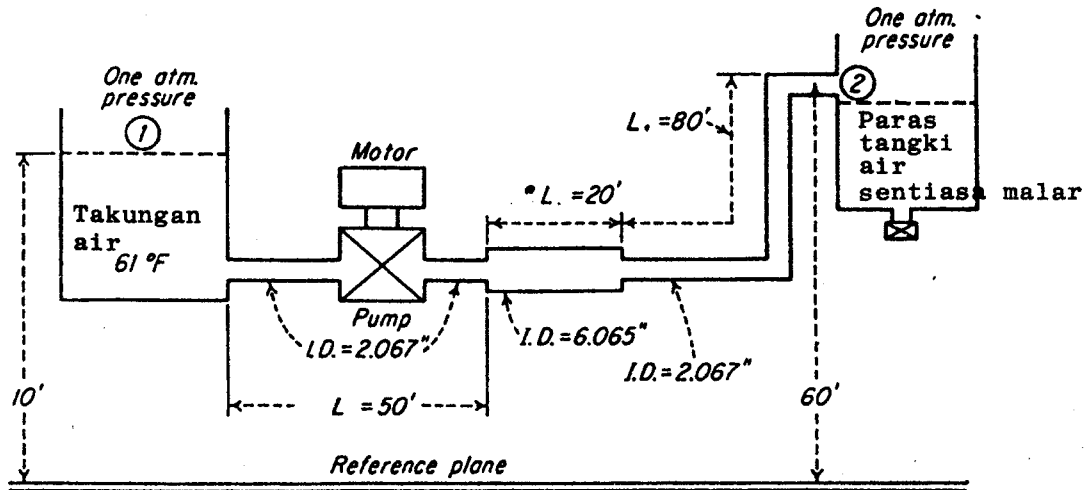 One atm.
pressure
1
Takungan
air
61 °F
10'
Motor
Pump
I.D. = 2.067"
L = 50'
L. = 20'
I.D. = 6.065"
I.D. = 2.067"
L. = 80'
One atm.
pressure
2
Paras
tangki
air
sentiasa malar
60'
Reference plane